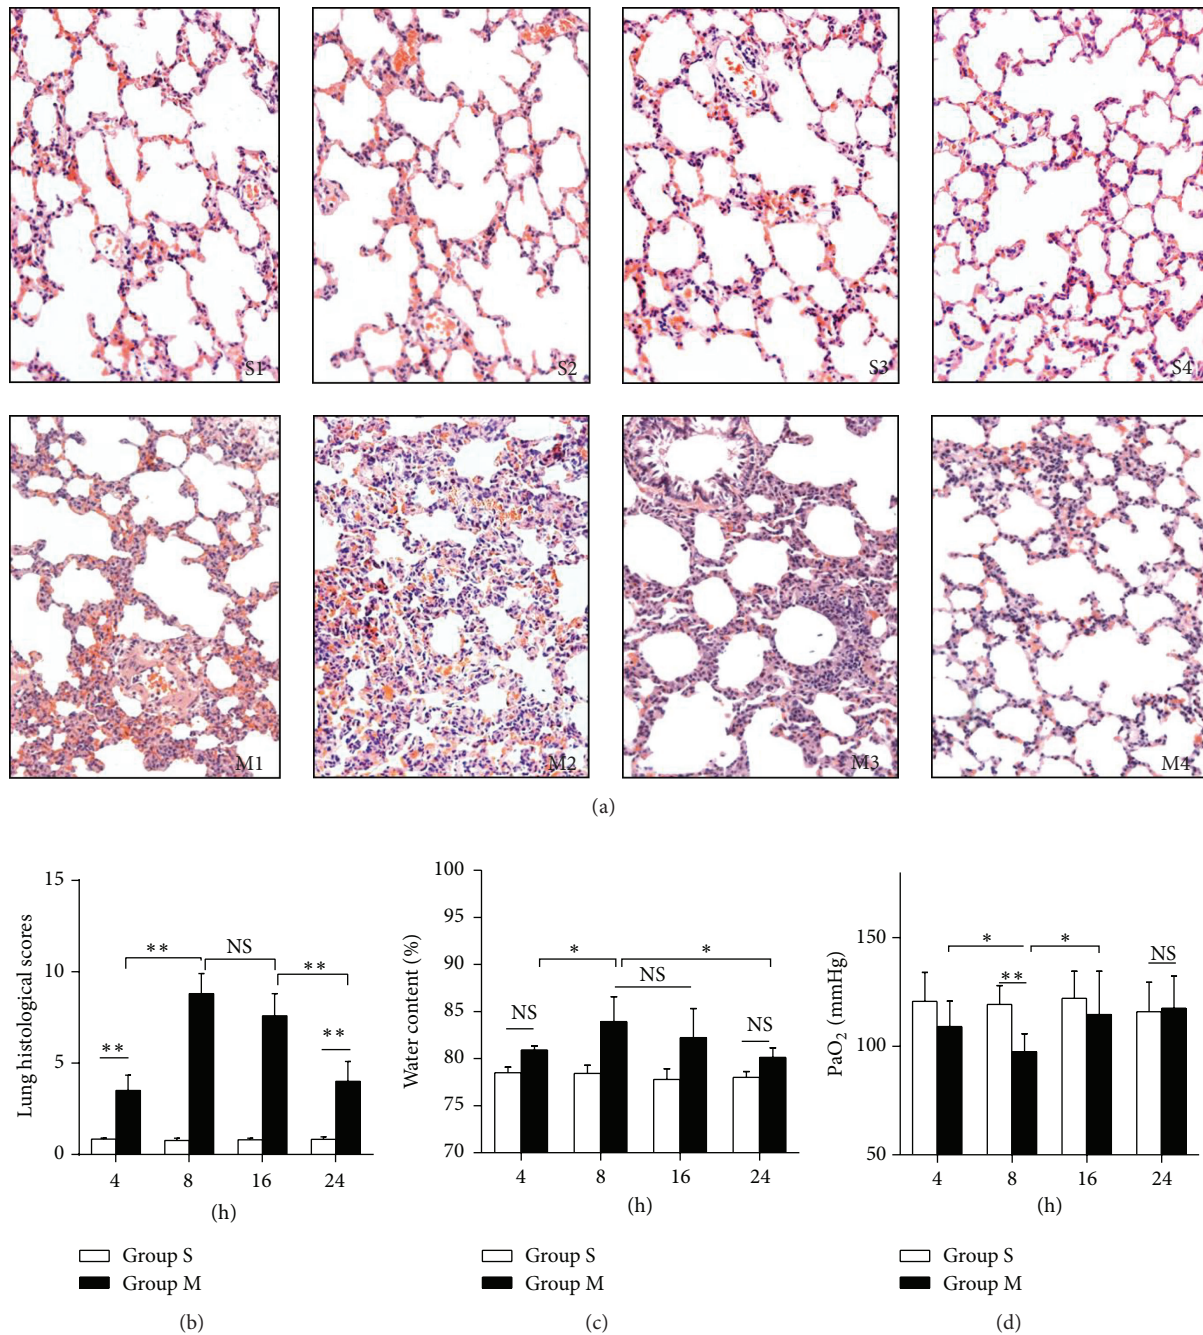 S1
S2
S3
S4
M1
M2
M3
M4
(a)
Lung histological scores
15
10
5
0
**
**
NS
**
**
4
8
16
24
(h)
Group S
Group M
(b)
Water content (%)
100
95
90
85
80
75
70
NS
*
NS
*
NS
4
8
16
24
(h)
Group S
Group M
(c)
PaO2 (mmHg)
150
100
50
*
**
*
NS
4
8
16
24
(h)
Group S
Group M
(d)